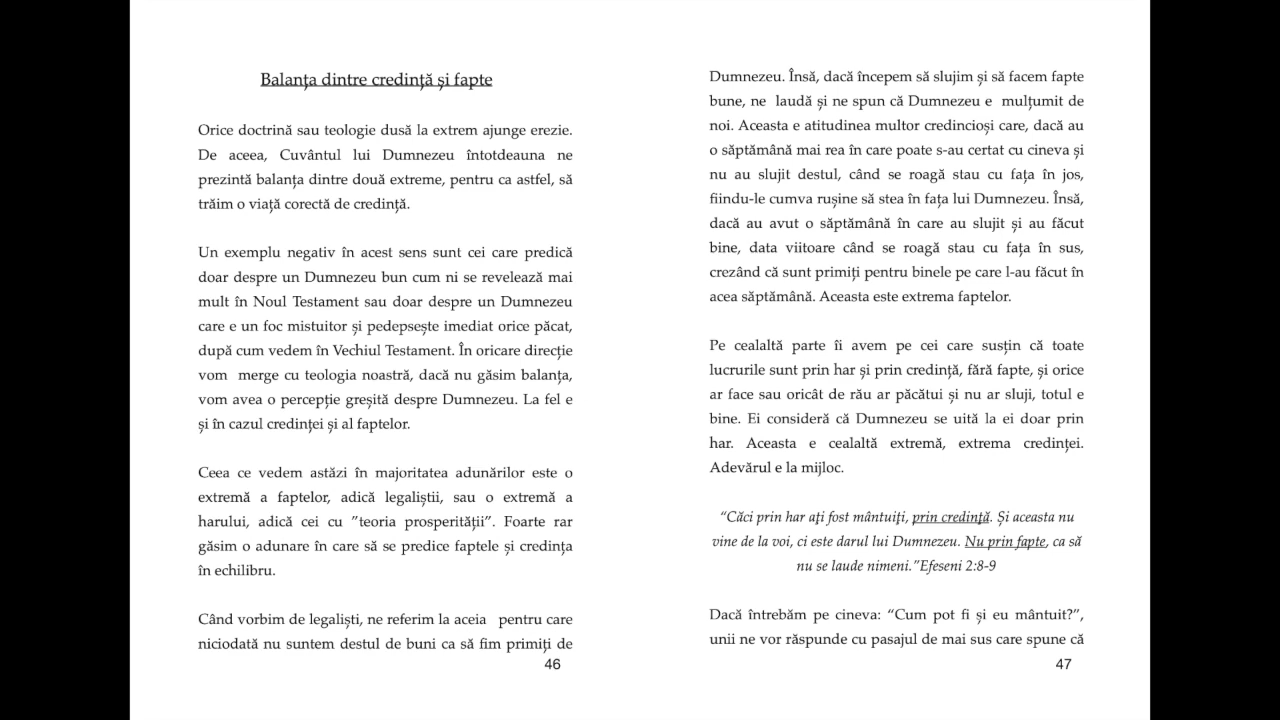 Balanța dintre credință și fapte
Orice doctrină sau teologie dusă la extrem ajunge erezie.
De aceea, Cuvântul lui Dumnezeu întotdeauna ne
prezintă balanța dintre două extreme, pentru ca astfel, să
trăim o viață corectă de credință.
Un exemplu negativ în acest sens sunt cei care predică
doar despre un Dumnezeu bun cum ni se revelează mai
mult în Noul Testament sau doar despre un Dumnezeu
care e un foc mistuitor și pedepsește imediat orice păcat,
după cum vedem în Vechiul Testament. În oricare direcție
vom merge cu teologia noastră, dacă nu găsim balanța,
vom avea o percepție greșită despre Dumnezeu. La fel e
și în cazul credinței și al faptelor.
Ceea ce vedem astăzi în majoritatea adunărilor este o
extremă a faptelor, adică legaliștii, sau o extremă a
harului, adică cei cu ”teoria prosperității”. Foarte rar
găsim o adunare în care să se predice faptele și credința
în echilibru.
Când vorbim de legaliști, ne referim la aceia pentru care
niciodată nu suntem destul de buni ca să fim primiți de
46
Dumnezeu. Însă, dacă începem să slujim și să facem fapte
bune, ne laudă și ne spun că Dumnezeu e mulțumit de
noi. Aceasta e atitudinea multor credincioși care, dacă au
o săptămână mai rea în care poate s-au certat cu cineva și
nu au slujit destul, când se roagă stau cu fața în jos,
fiindu-le cumva rușine să stea în fața lui Dumnezeu. Însă,
dacă au avut o săptămână în care au slujit și au făcut
bine, data viitoare când se roagă stau cu fața în sus,
crezând că sunt primiți pentru binele pe care l-au făcut în
acea săptămână. Aceasta este extrema faptelor.
Pe cealaltă parte îi avem pe cei care susțin că toate
lucrurile sunt prin har și prin credință, fără fapte, și orice
ar face sau oricât de rău ar păcătui și nu ar sluji, totul e
bine. Ei consideră că Dumnezeu se uită la ei doar prin
har. Aceasta e cealaltă extremă, extrema credinței.
Adevărul e la mijloc.
“Căci prin har ați fost mântuiți, prin credință. Și aceasta nu
vine de la voi, ci este darul lui Dumnezeu. Nu prin fapte, ca să
nu se laude nimeni.”Efeseni 2:8-9
Dacă întrebăm pe cineva: “Cum pot fi și eu mântuit?”,
unii ne vor răspunde cu pasajul de mai sus care spune că
47